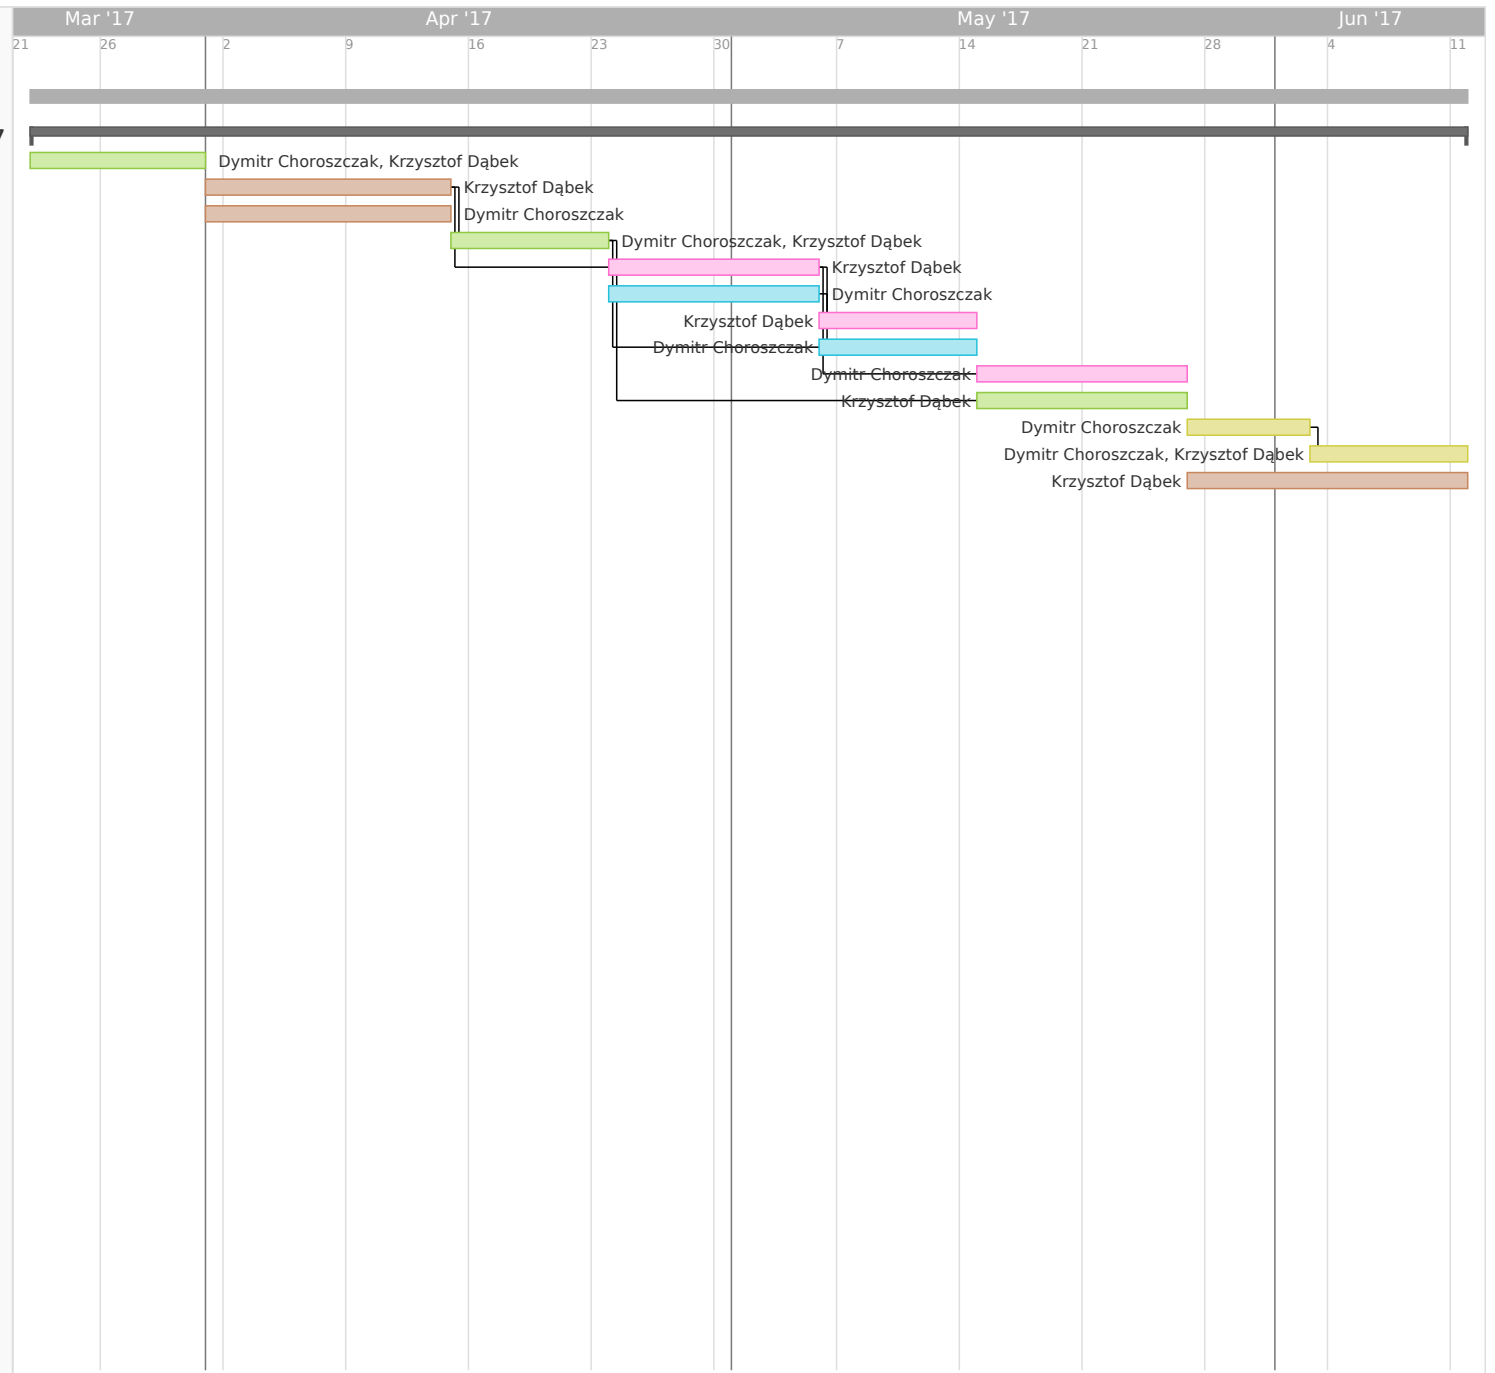 Mar '17 Apr '17 May '17 Jun '17
21 26 2 9 16 23 30 7 14 21 28 4 11
Dymitr Choroszczak, Krzysztof Dąbek
Krzysztof Dąbek
Dymitr Choroszczak
Dymitr Choroszczak, Krzysztof Dąbek
Krzysztof Dąbek
Dymitr Choroszczak
Krzysztof Dąbek
Dymitr Choroszczak
Dymitr Choroszczak
Krzysztof Dąbek
Dymitr Choroszczak
Dymitr Choroszczak, Krzysztof Dąbek
Krzysztof Dąbek